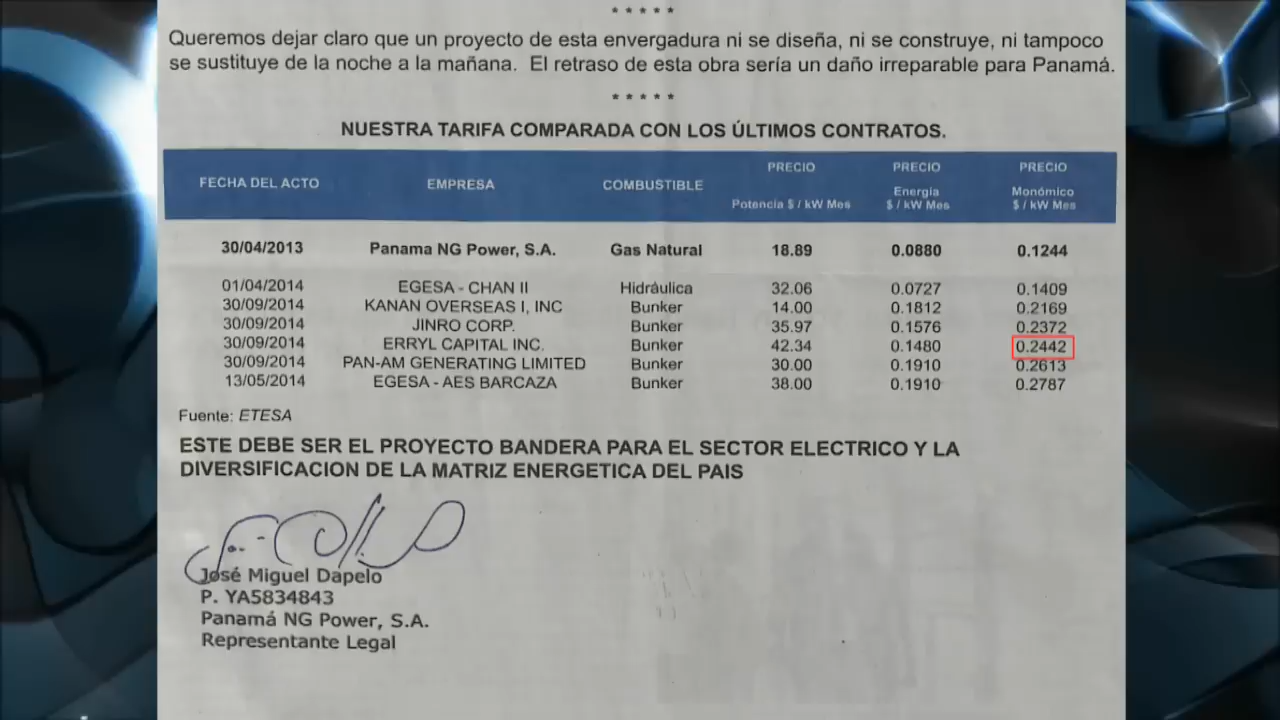 * * * * *
Queremos dejar claro que un proyecto de esta envergadura ni se diseña, ni se construye, ni tampoco
se sustituye de la noche a la mañana. El retraso de esta obra sería un daño irreparable para Panamá.
* * * * *
NUESTRA TARIFA COMPARADA CON LOS ÚLTIMOS CONTRATOS.
FECHA DEL ACTO EMPRESA COMBUSTIBLE PRECIO Potencia $ / kW Mes PRECIO Energía $ / kW Mes PRECIO Monómico $ / kW Mes
30/04/2013 Panama NG Power, S.A. Gas Natural 18.89 0.0880 0.1244
01/04/2014 EGESA - CHAN II Hidráulica 32.06 0.0727 0.1409
30/09/2014 KANAN OVERSEAS I, INC Bunker 14.00 0.1812 0.2169
30/09/2014 JINRO CORP. Bunker 35.97 0.1576 0.2372
30/09/2014 ERRYL CAPITAL INC. Bunker 42.34 0.1480 0.2442
30/09/2014 PAN-AM GENERATING LIMITED Bunker 30.00 0.1910 0.2613
13/05/2014 EGESA - AES BARCAZA Bunker 38.00 0.1910 0.2787
Fuente: ETESA
ESTE DEBE SER EL PROYECTO BANDERA PARA EL SECTOR ELECTRICO Y LA
DIVERSIFICACION DE LA MATRIZ ENERGETICA DEL PAIS
José Miguel Dapelo
P. YA5834843
Panamá NG Power, S.A.
Representante Legal